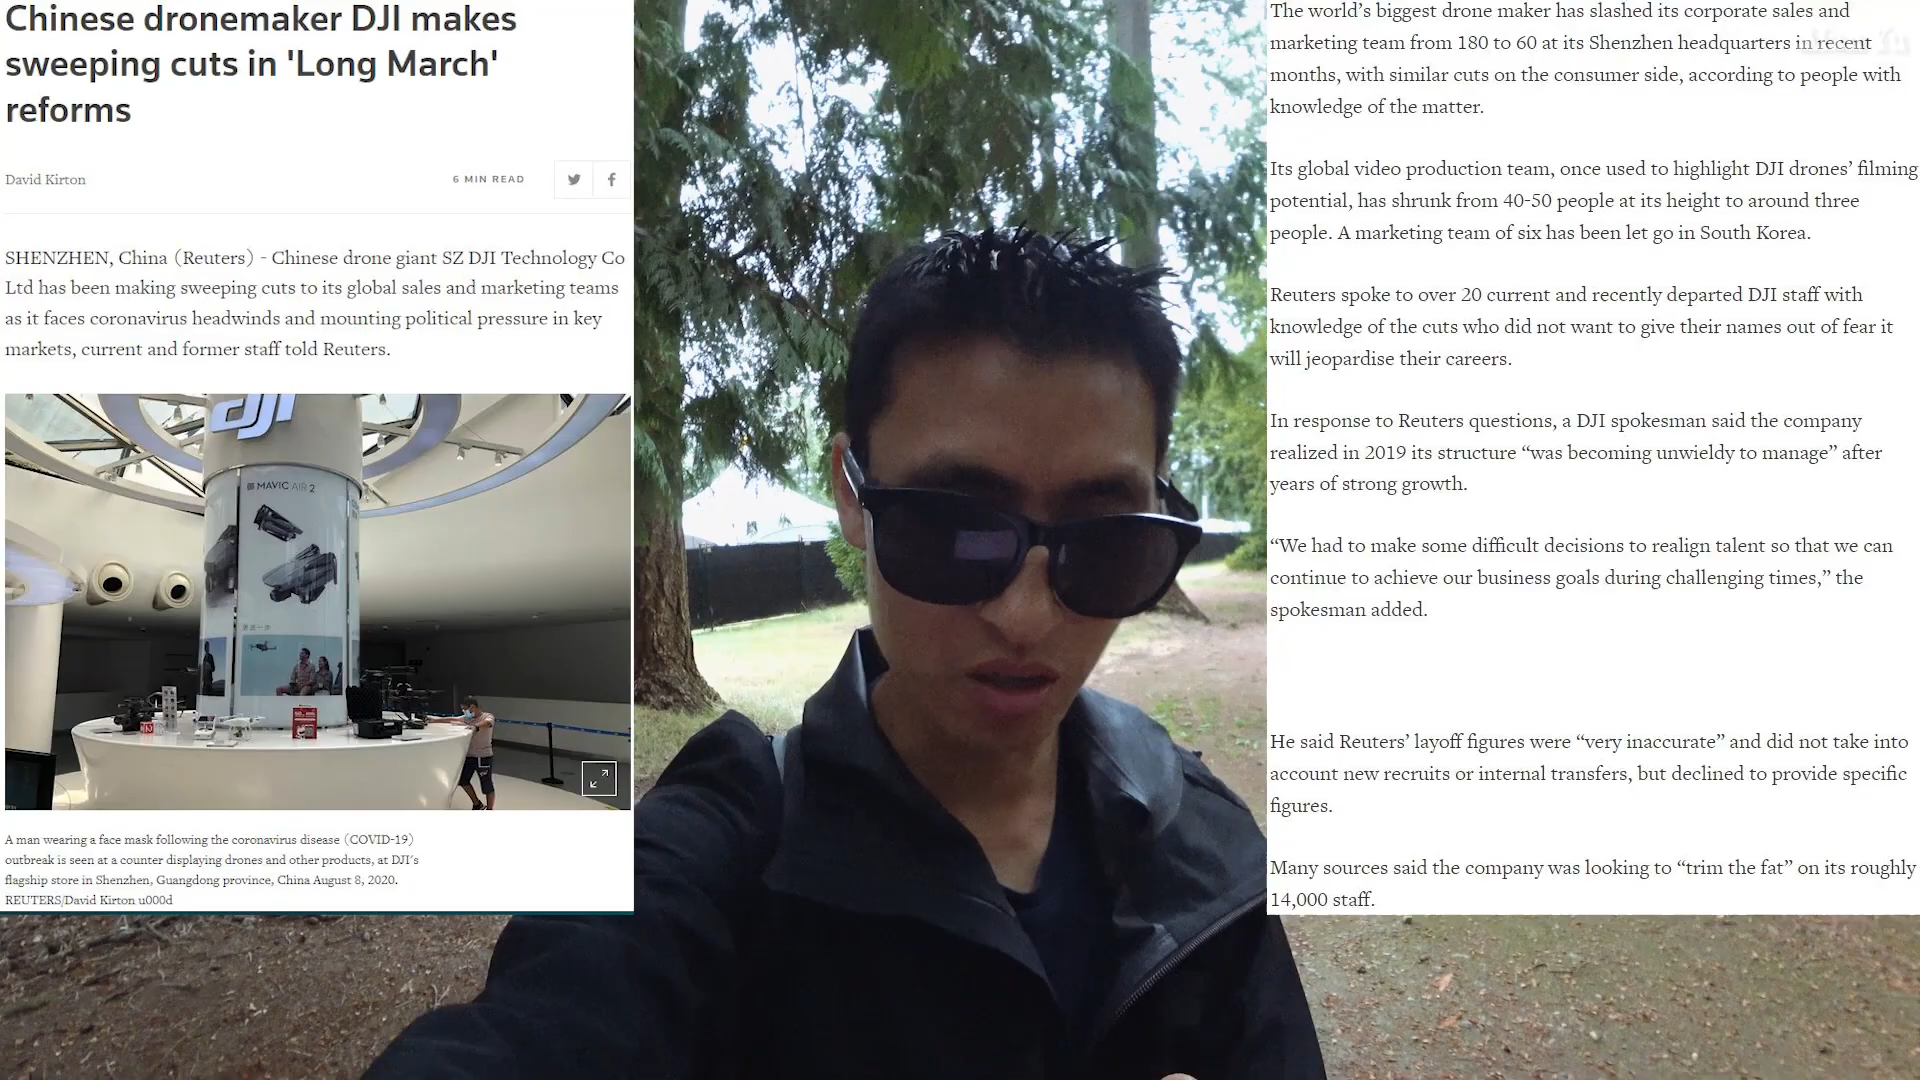 Chinese dronemaker DJI makes
sweeping cuts in 'Long March'
reforms
David Kirton
6 MIN READ
SHENZHEN, China (Reuters) - Chinese drone giant SZ DJI Technology Co
Ltd has been making sweeping cuts to its global sales and marketing teams
as it faces coronavirus headwinds and mounting political pressure in key
markets, current and former staff told Reuters.
dji
MAVIC AIR 2
A man wearing a face mask following the coronavirus disease (COVID-19)
outbreak is seen at a counter displaying drones and other products, at DJI's
flagship store in Shenzhen, Guangdong province, China August 8, 2020.
REUTERS/David Kirton u000d
The world's biggest drone maker has slashed its corporate sales and
marketing team from 180 to 60 at its Shenzhen headquarters in recent
months, with similar cuts on the consumer side, according to people with
knowledge of the matter.
Its global video production team, once used to highlight DJI drones' filming
potential, has shrunk from 40-50 people at its height to around three
people. A marketing team of six has been let go in South Korea.
Reuters spoke to over 20 current and recently departed DJI staff with
knowledge of the cuts who did not want to give their names out of fear it
will jeopardise their careers.
In response to Reuters questions, a DJI spokesman said the company
realized in 2019 its structure “was becoming unwieldy to manage” after
years of strong growth.
“We had to make some difficult decisions to realign talent so that we can
continue to achieve our business goals during challenging times,” the
spokesman added.
He said Reuters’ layoff figures were “very inaccurate” and did not take into
account new recruits or internal transfers, but declined to provide specific
figures.
Many sources said the company was looking to “trim the fat” on its roughly
14,000 staff.